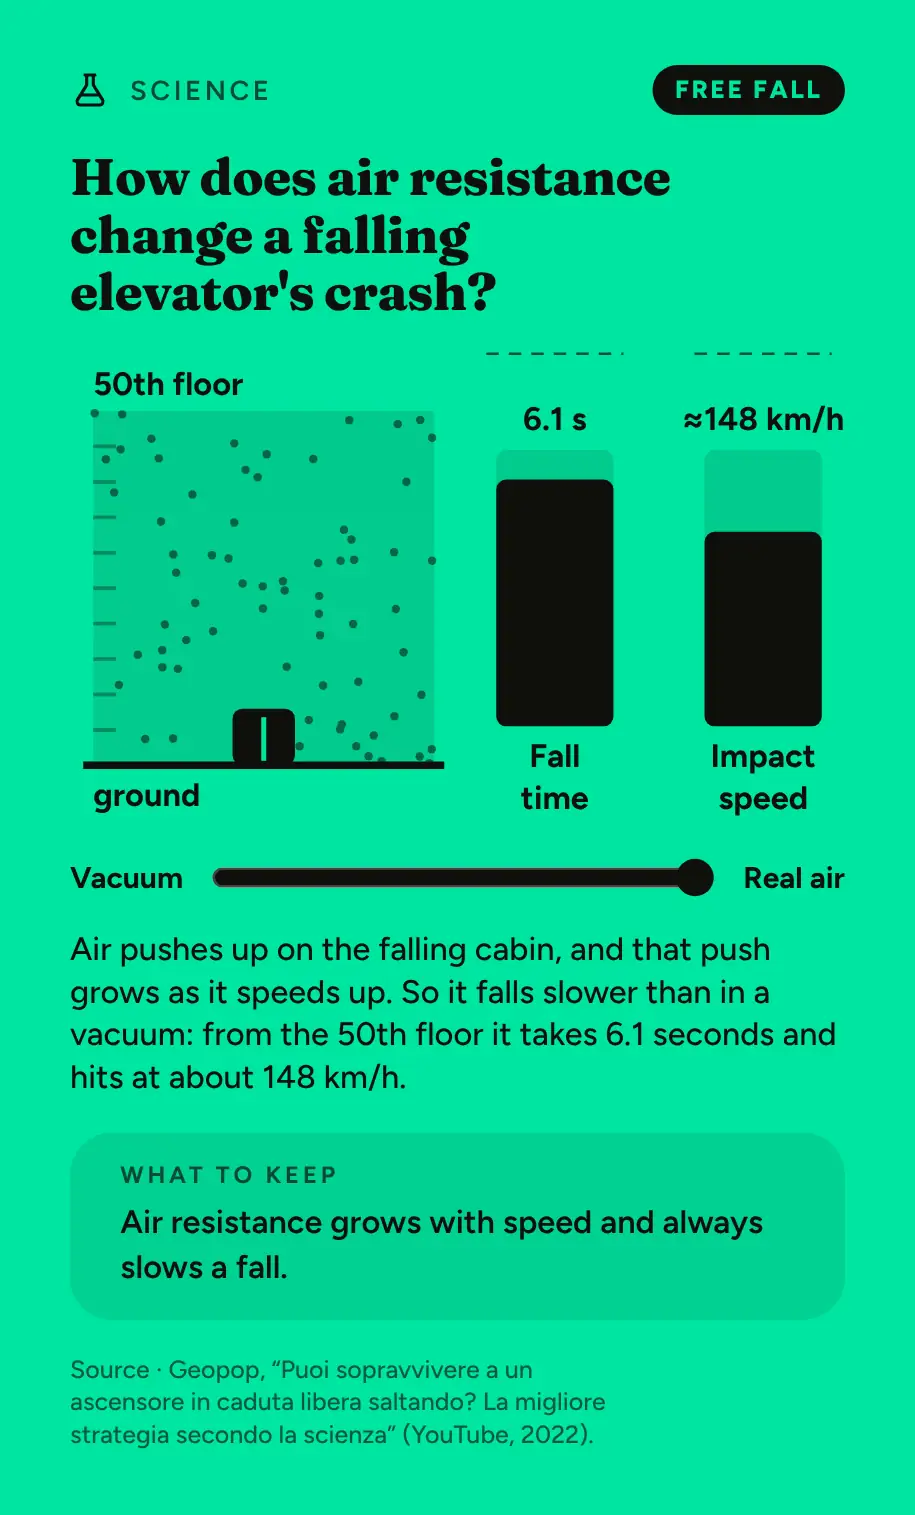 SCIENCE
FREE FALL
How does air resistance
change a falling
elevator's crash?
50th floor
6.1 s
≈148 km/h
Fall
time
Impact
speed
ground
Vacuum
Real air
Air pushes up on the falling cabin, and that push
grows as it speeds up. So it falls slower than in a
vacuum: from the 50th floor it takes 6.1 seconds and
hits at about 148 km/h.
WHAT TO KEEP
Air resistance grows with speed and always
slows a fall.
Source · Geopop, “Puoi sopravvivere a un
ascensore in caduta libera saltando? La migliore
strategia secondo la scienza” (YouTube, 2022).